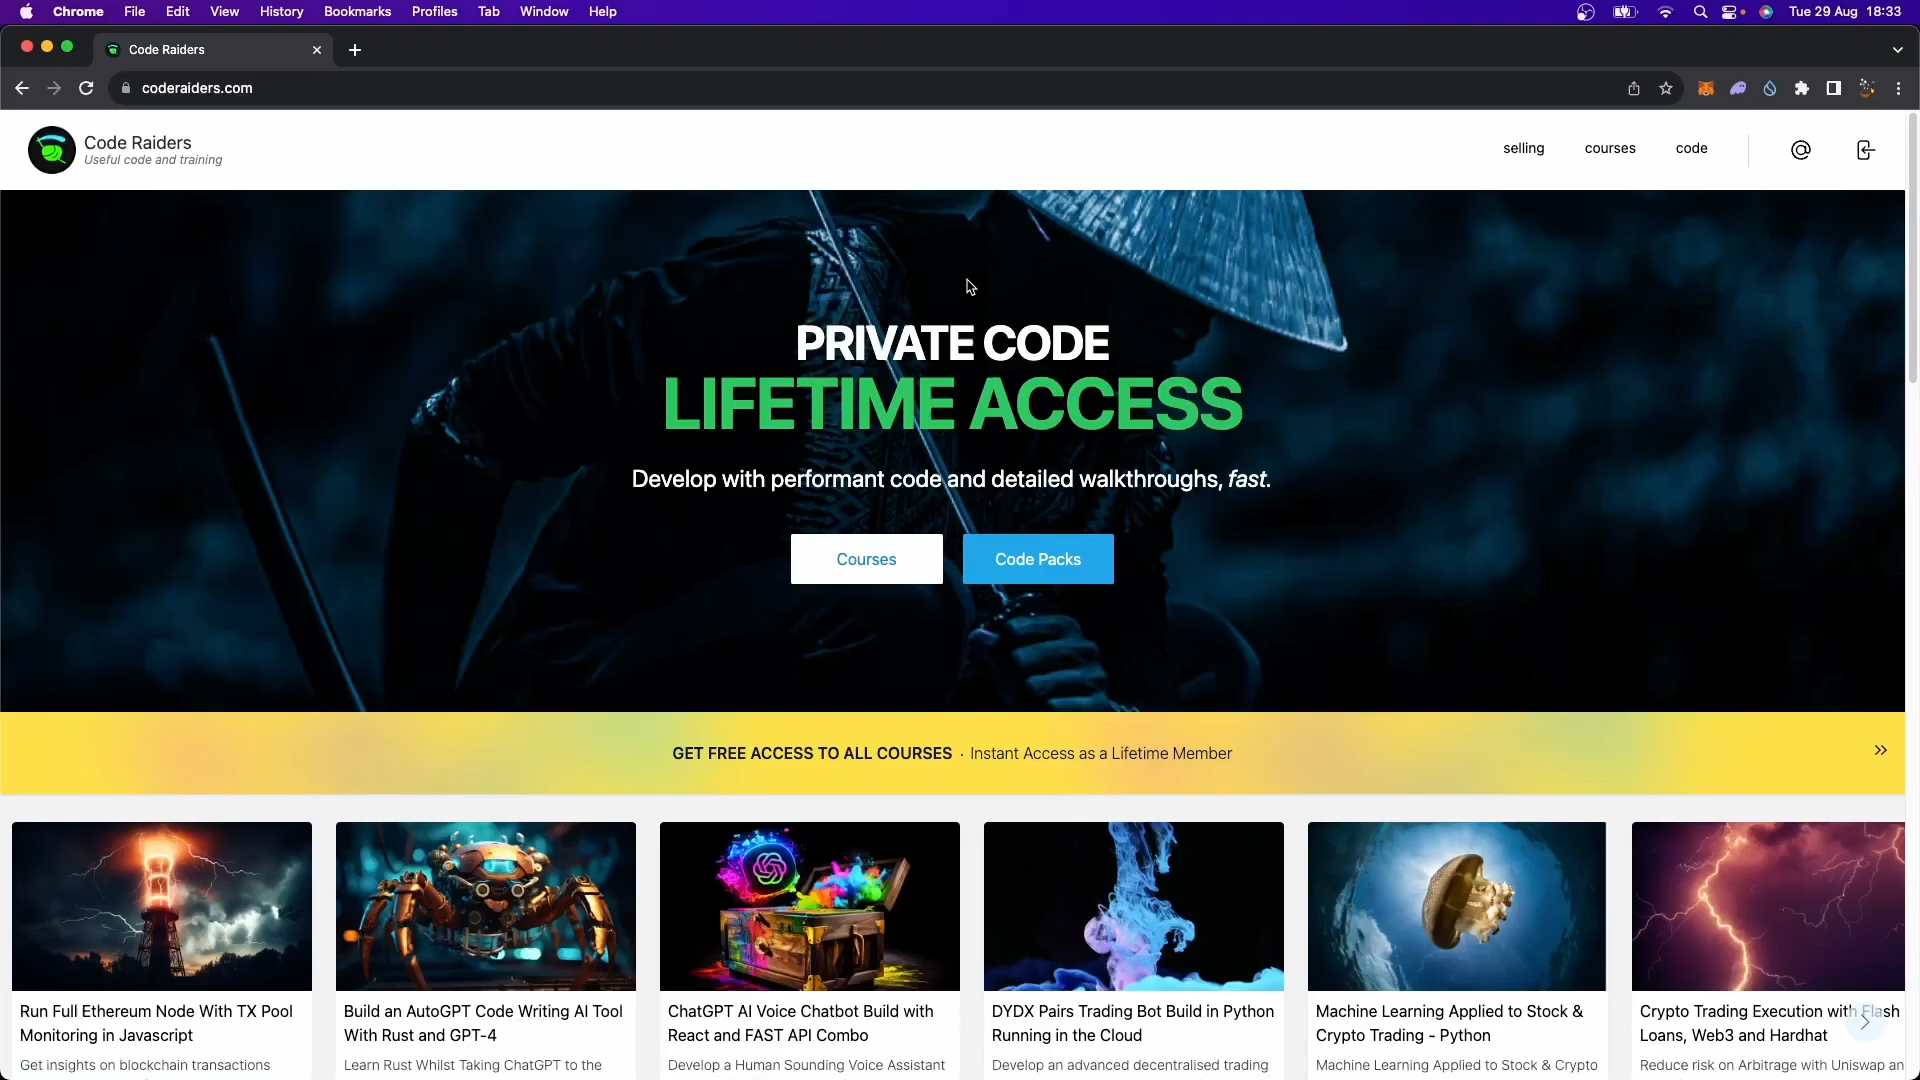 Chrome File Edit View History Bookmarks Profiles Tab Window Help Tue 29 Aug 18:33
Code Raiders
coderaiders.com
Code Raiders
Useful code and training
selling courses code
PRIVATE CODE
LIFETIME ACCESS
Develop with performant code and detailed walkthroughs, fast.
Courses Code Packs
GET FREE ACCESS TO ALL COURSES · Instant Access as a Lifetime Member
Run Full Ethereum Node With TX Pool
Monitoring in Javascript
Get insights on blockchain transactions
Build an AutoGPT Code Writing AI Tool
With Rust and GPT-4
Learn Rust Whilst Taking ChatGPT to the
ChatGPT AI Voice Chatbot Build with
React and FAST API Combo
Develop a Human Sounding Voice Assistant
DYDX Pairs Trading Bot Build in Python
Running in the Cloud
Develop an advanced decentralised trading
Machine Learning Applied to Stock &
Crypto Trading - Python
Machine Learning Applied to Stock & Crypto
Crypto Trading Execution with Flash
Loans, Web3 and Hardhat
Reduce risk on Arbitrage with Uniswap an